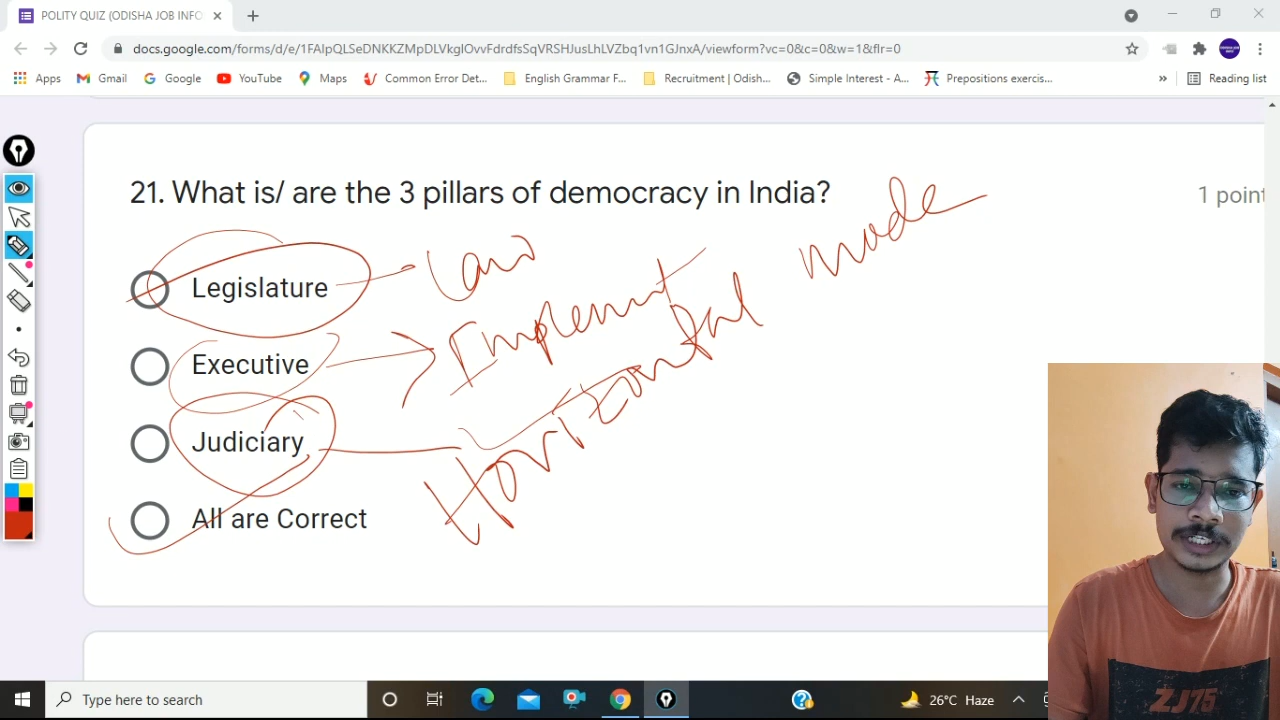 POLITY QUIZ (ODISHA JOB INFO
docs.google.com/forms/d/e/1FAIpQLSeDNKKZMpDLVkgIOvvFdrdfsSqVRSHJusLhLVZbq1vn1GJnxA/viewform?vc=0&c=0&w=1&flr=0
Apps Gmail Google YouTube Maps Common Error Det... English Grammar F... Recruitment | Odish... Simple Interest - A... Prepositions exercis... » Reading list
21. What is/ are the 3 pillars of democracy in India?
1 point
Legislature
Law
Executive
Implement
Judiciary
Horizontal mode
All are Correct
ZJ75
Type here to search
26°C Haze